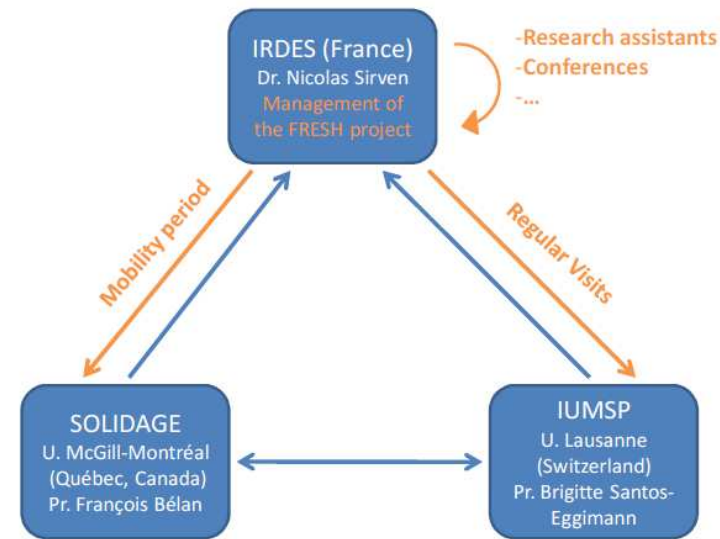 IRDES (France)
Dr. Nicolas Sirven
Management of
the FRESH project
-Research assistants
-Conferences
-...
Mobility period
Regular Visits
SOLIDAGE
U. McGill-Montréal
(Québec, Canada)
Pr. François Bélan
IUMSP
U. Lausanne
(Switzerland)
Pr. Brigitte Santos-
Eggimann